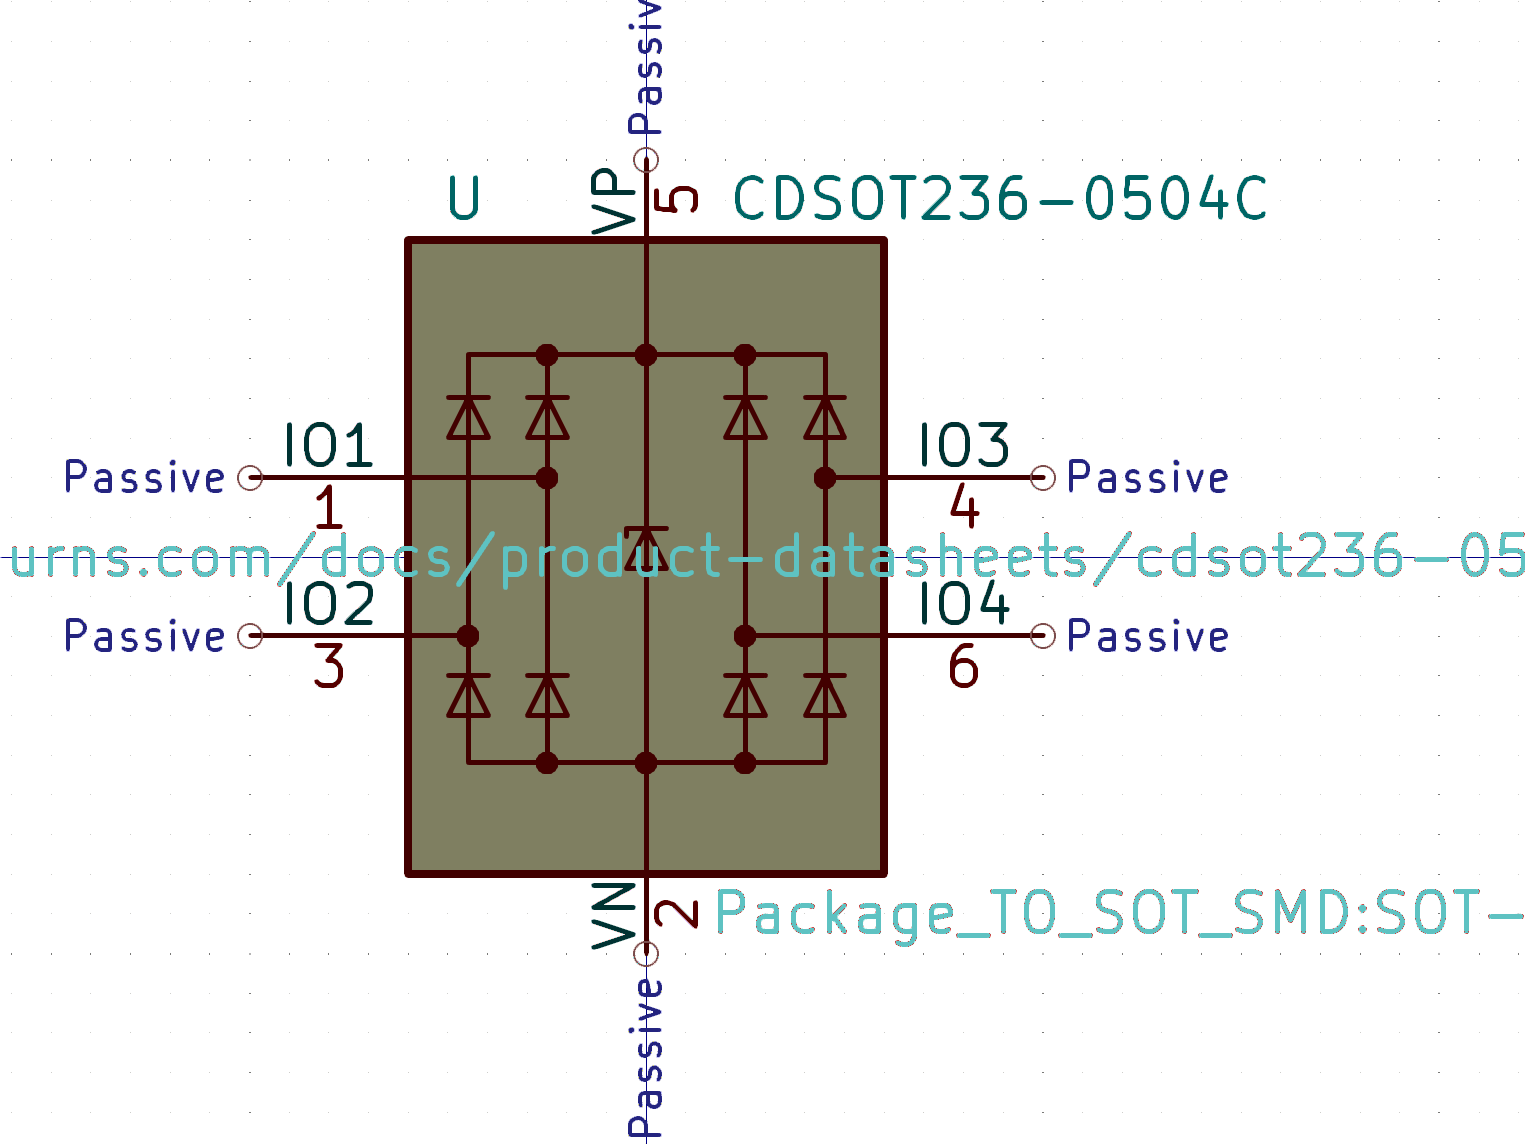 Passiv
U
VP
5
CDSOT236-0504C
IO1
Passive
1
IO3
Passive
4
urns.com/docs/product-datasheets/cdsot236-05
IO2
Passive
3
IO4
Passive
6
VN
2
Package_TO_SOT_SMD:SOT-
Passive